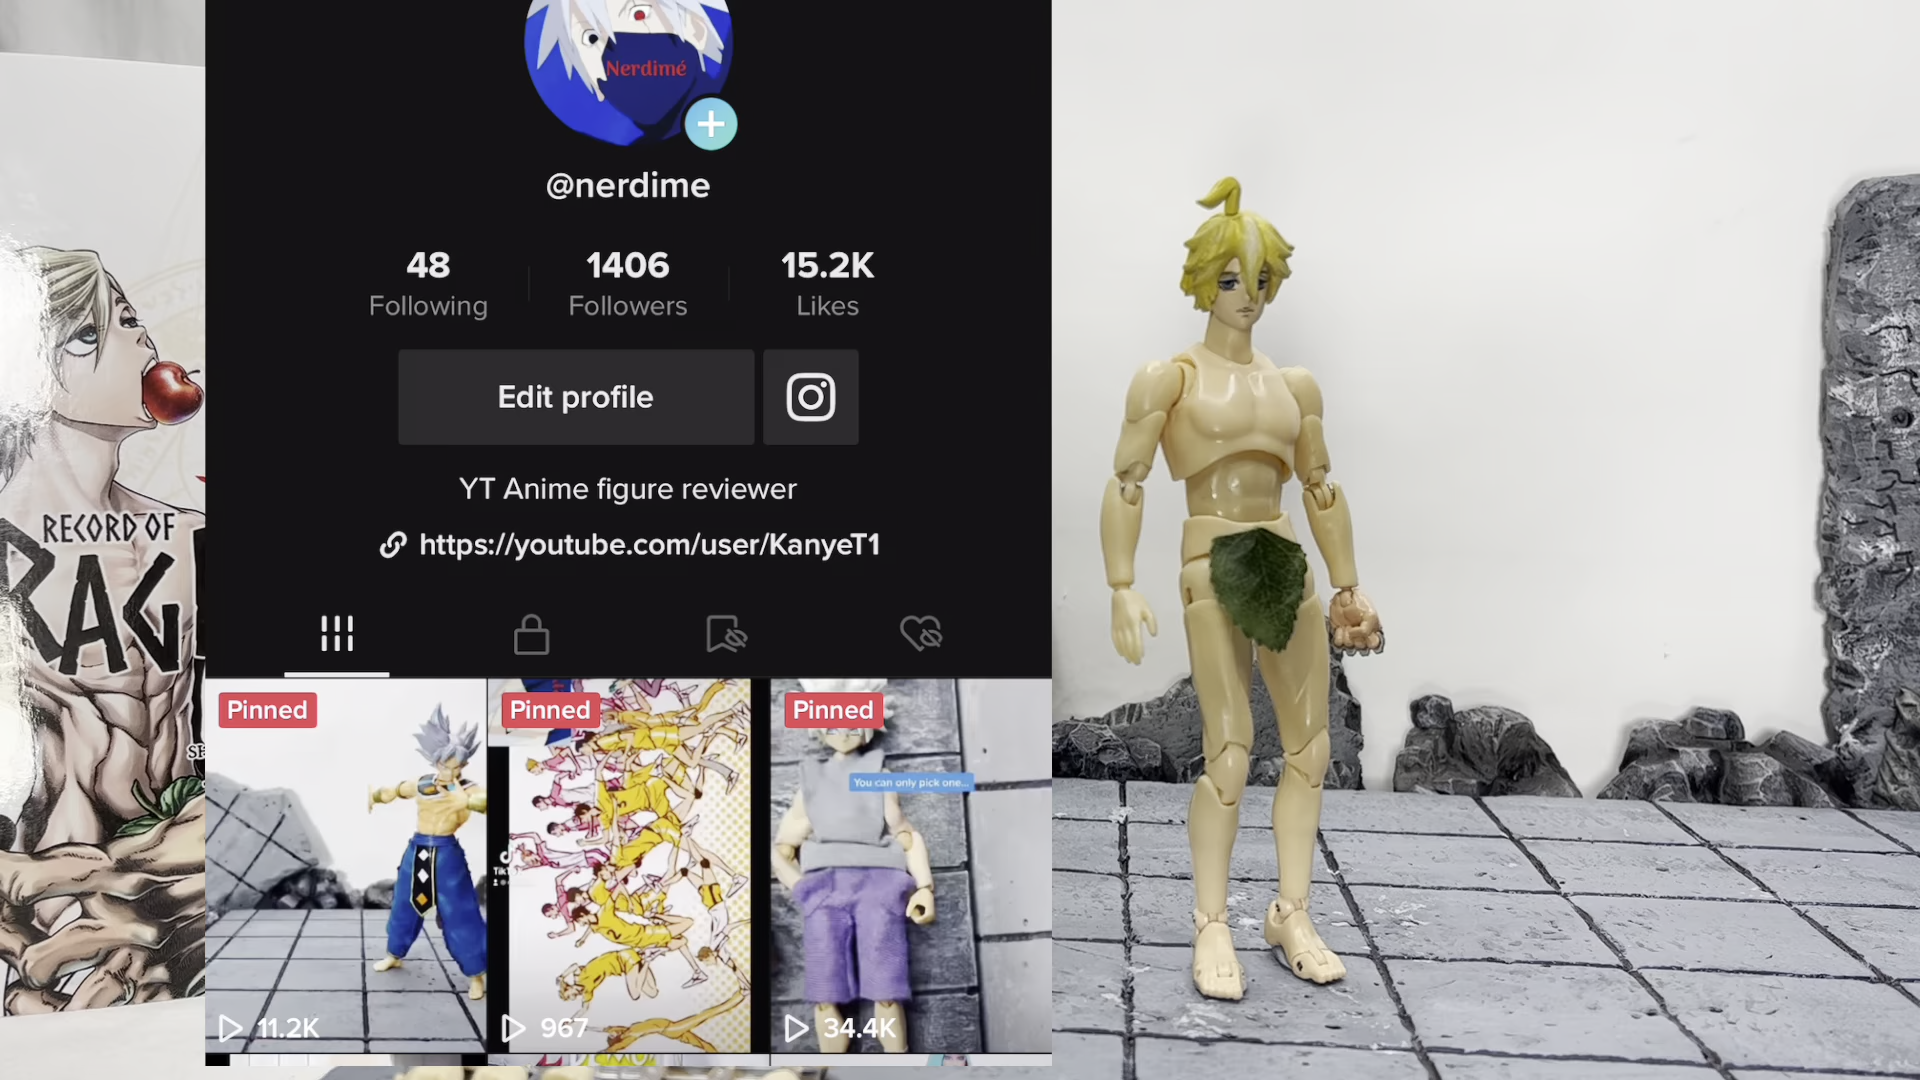 Nerdimé
@nerdime
48
Following
1406
Followers
15.2K
Likes
Edit profile
YT Anime figure reviewer
https://youtube.com/user/KanyeT1
RECORD OF
RAG
Pinned
Pinned
Pinned
You can only pick one...
11.2K
967
34.4K